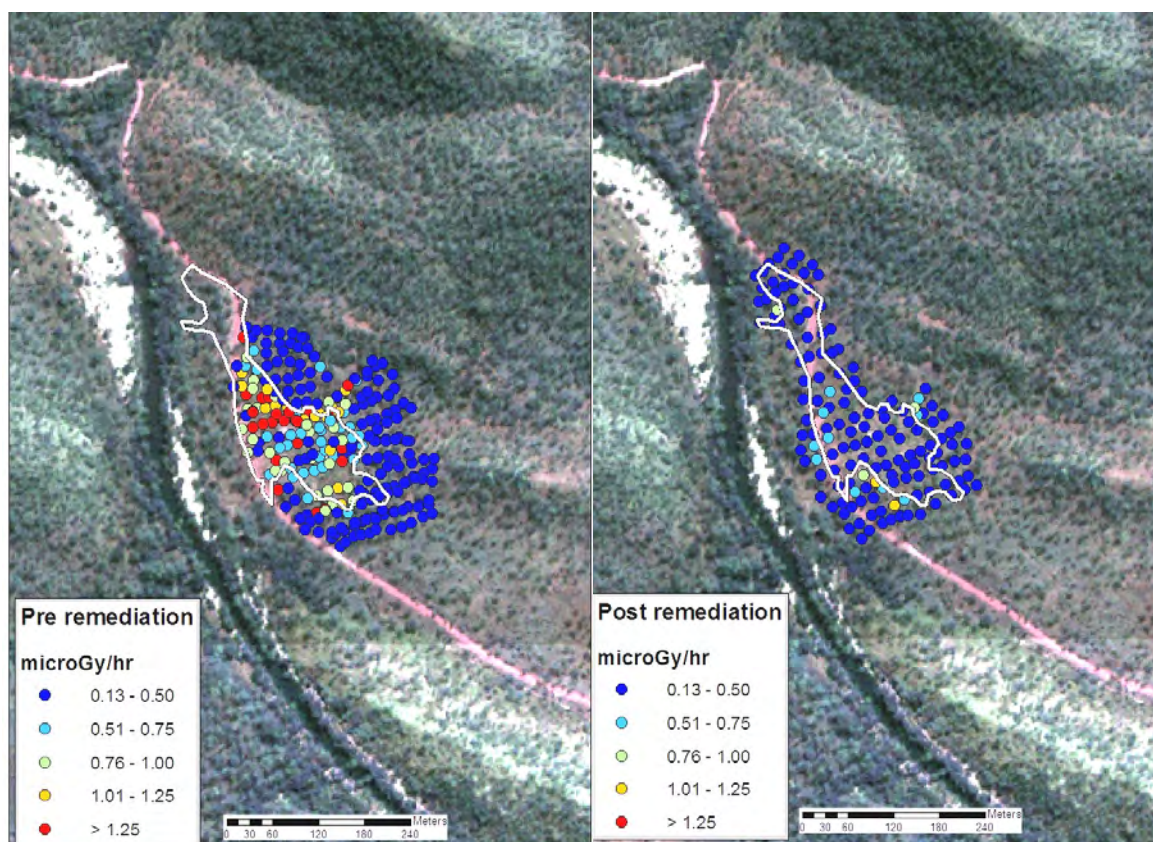 Pre remediation
microGy/hr
0.13 - 0.50
0.51 - 0.75
0.76 - 1.00
1.01 - 1.25
> 1.25
Meters
0 30 60 120 180 240
Post remediation
microGy/hr
0.13 - 0.50
0.51 - 0.75
0.76 - 1.00
1.01 - 1.25
> 1.25
Meters
0 30 60 120 180 240